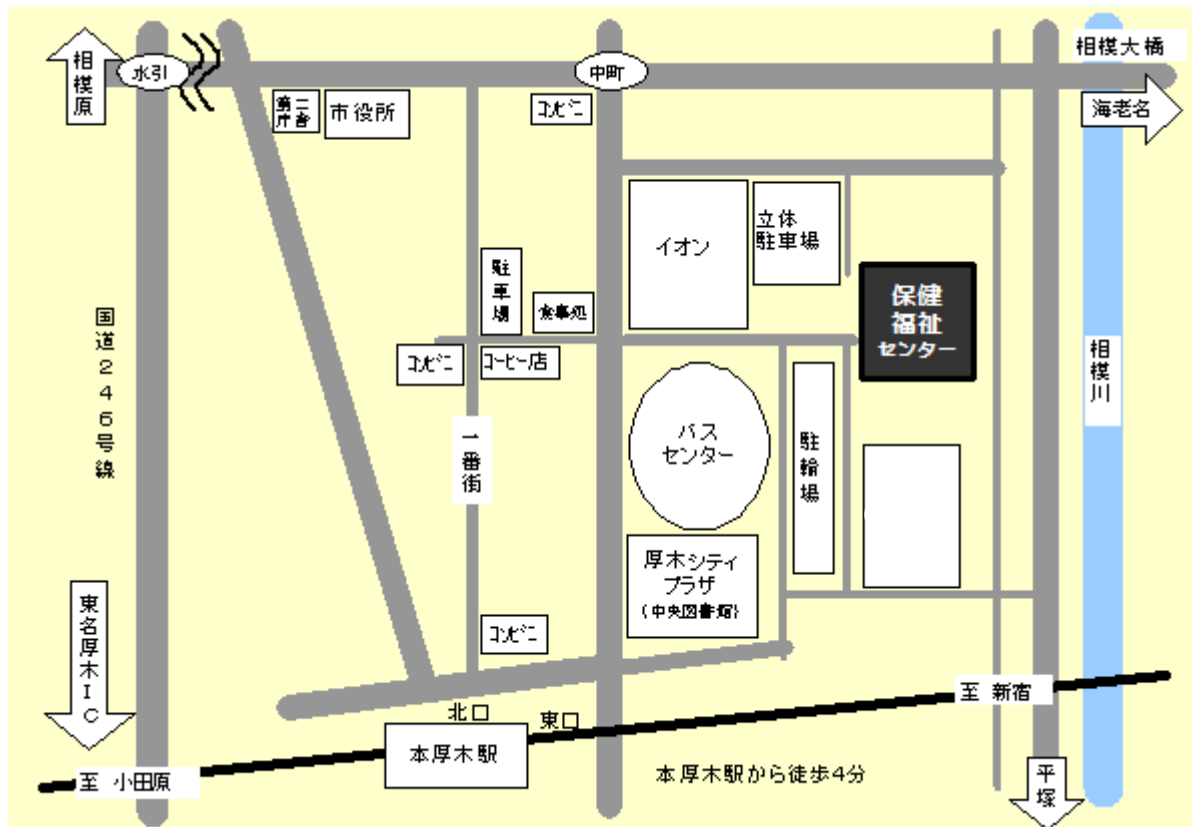 相模大橋
相模原
水引
中町
海老名
第二庁舎
市役所
コンビニ
立体
駐車場
イオン
駐車場
食事処
保健
福祉
センター
国道246号線
コンビニ
コーヒー店
相模川
一番街
バス
センター
駐輪場
厚木シティ
プラザ
(中央図書館)
東名厚木IC
コンビニ
至 新宿
北口
東口
本厚木駅
至 小田原
本厚木駅から徒歩4分
平塚